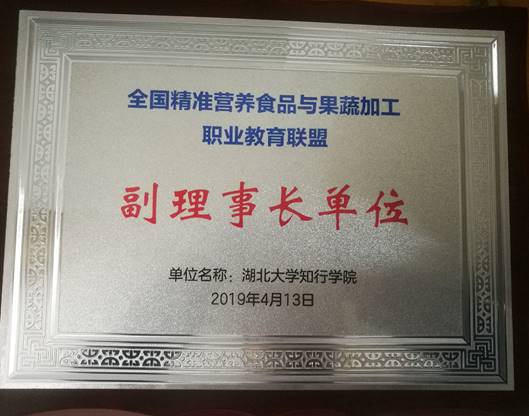 全国精准营养食品与果蔬加工
职业教育联盟
副理事长单位
单位名称：湖北大学知行学院
2019年4月13日